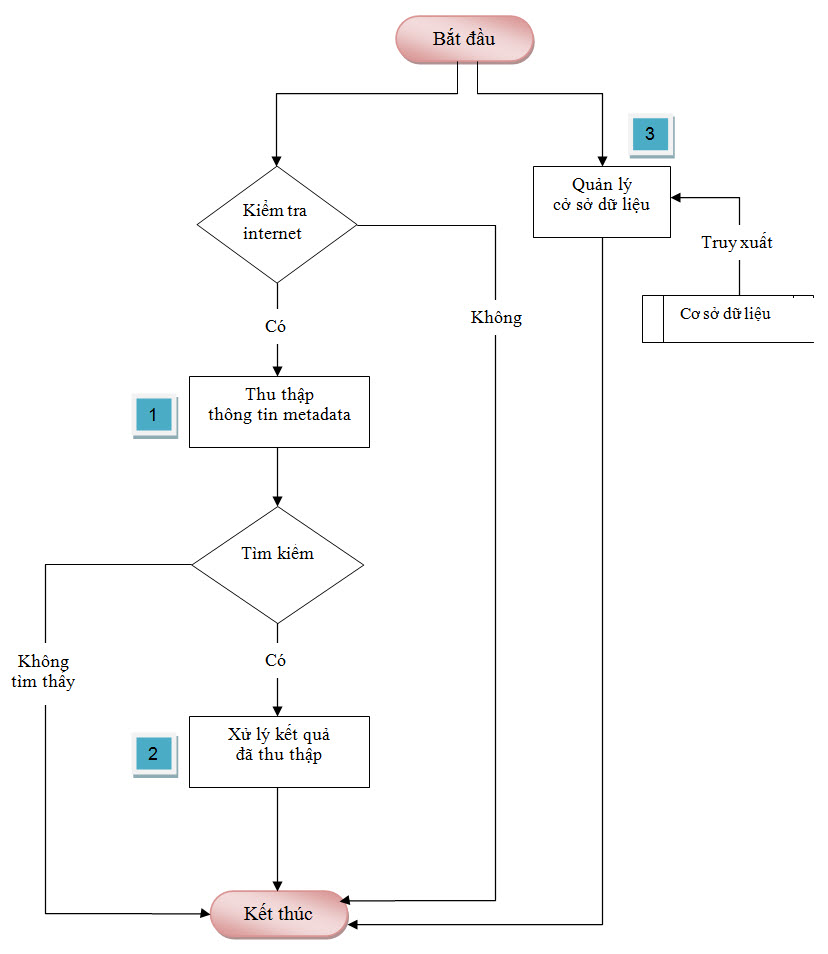 Bắt đầu
3
Quản lý
cở sở dữ liệu
Kiểm tra
internet
Truy xuất
Cơ sở dữ liệu
Không
Có
1
Thu thập
thông tin metadata
Tìm kiếm
Không
tìm thấy
Có
2
Xử lý kết quả
đã thu thập
Kết thúc